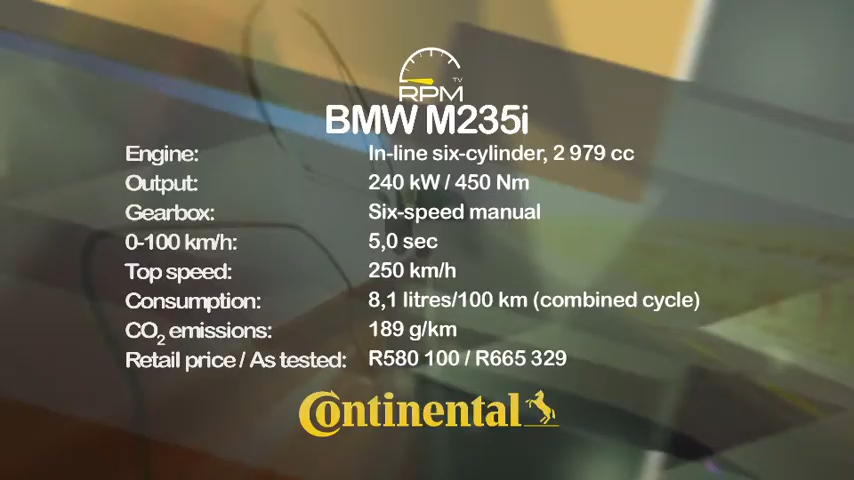 TV
RPM
BMW M235i
Engine: In-line six-cylinder, 2 979 cc
Output: 240 kW / 450 Nm
Gearbox: Six-speed manual
0-100 km/h: 5,0 sec
Top speed: 250 km/h
Consumption: 8,1 litres/100 km (combined cycle)
CO₂ emissions: 189 g/km
Retail price / As tested: R580 100 / R665 329
Continental